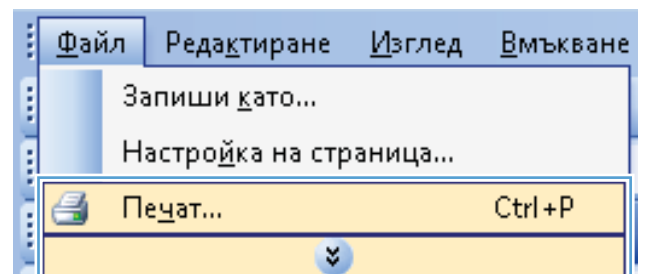 Файл Редактиране Изглед Вмъкване
Запиши като...
Настройка на страница...
Печат... Ctrl+P